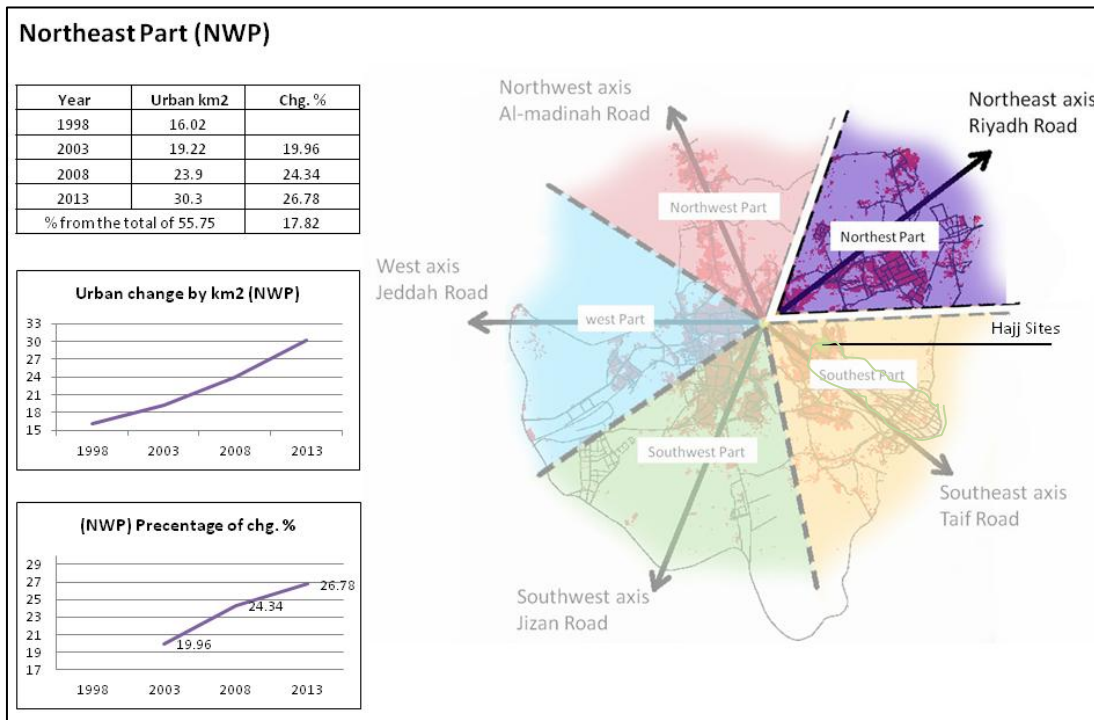 Northeast Part (NWP)
Year Urban km2 Chg. %
1998 16.02
2003 19.22 19.96
2008 23.9 24.34
2013 30.3 26.78
% from the total of 55.75 17.82
Urban change by km2 (NWP)
33
30
27
24
21
18
15
1998 2003 2008 2013
(NWP) Precentage of chg. %
29
27
25
23
21
19
17
19.96
24.34
26.78
1998 2003 2008 2013
Northwest axis
Al-madinah Road
Northeast axis
Riyadh Road
Northwest Part
Northest Part
West axis
Jeddah Road
west Part
Hajj Sites
Southest Part
Southwest Part
Southeast axis
Taif Road
Southwest axis
Jizan Road